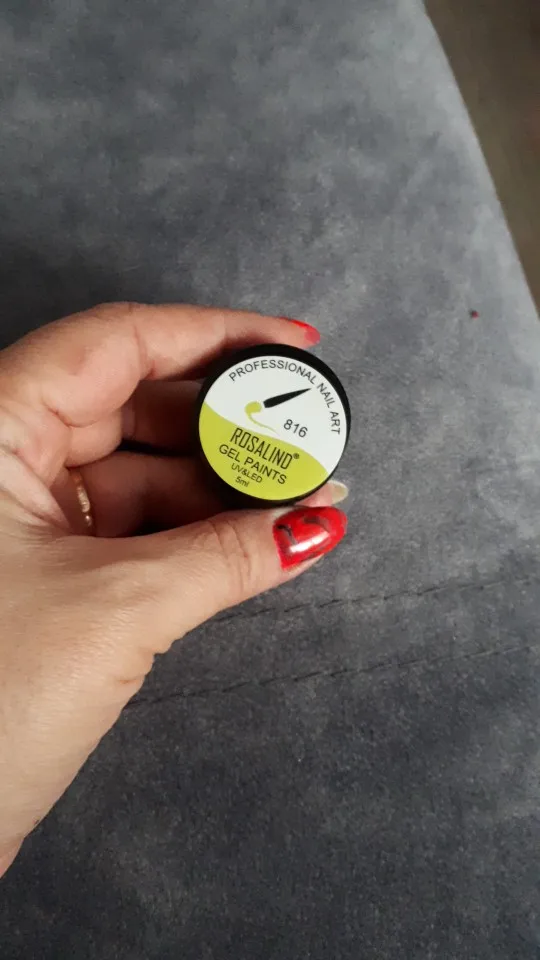 PROFESSIONAL NAIL ART
816
ROSALIND®
GEL PAINTS
UV&LED
5ml